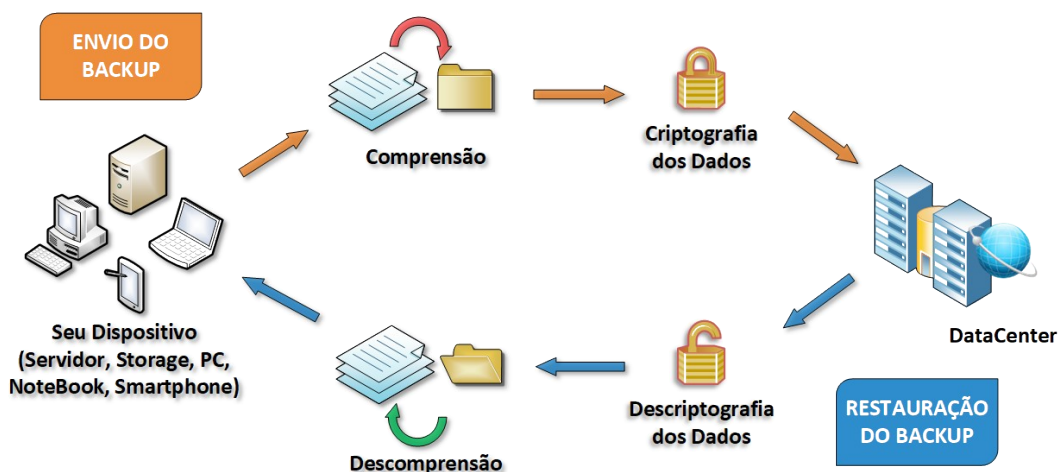 ENVIO DO
BACKUP
Comprensão
Criptografia
dos Dados
Seu Dispositivo
(Servidor, Storage, PC,
NoteBook, Smartphone)
DataCenter
Descriptografia
dos Dados
Descomprensão
RESTAURAÇÃO
DO BACKUP